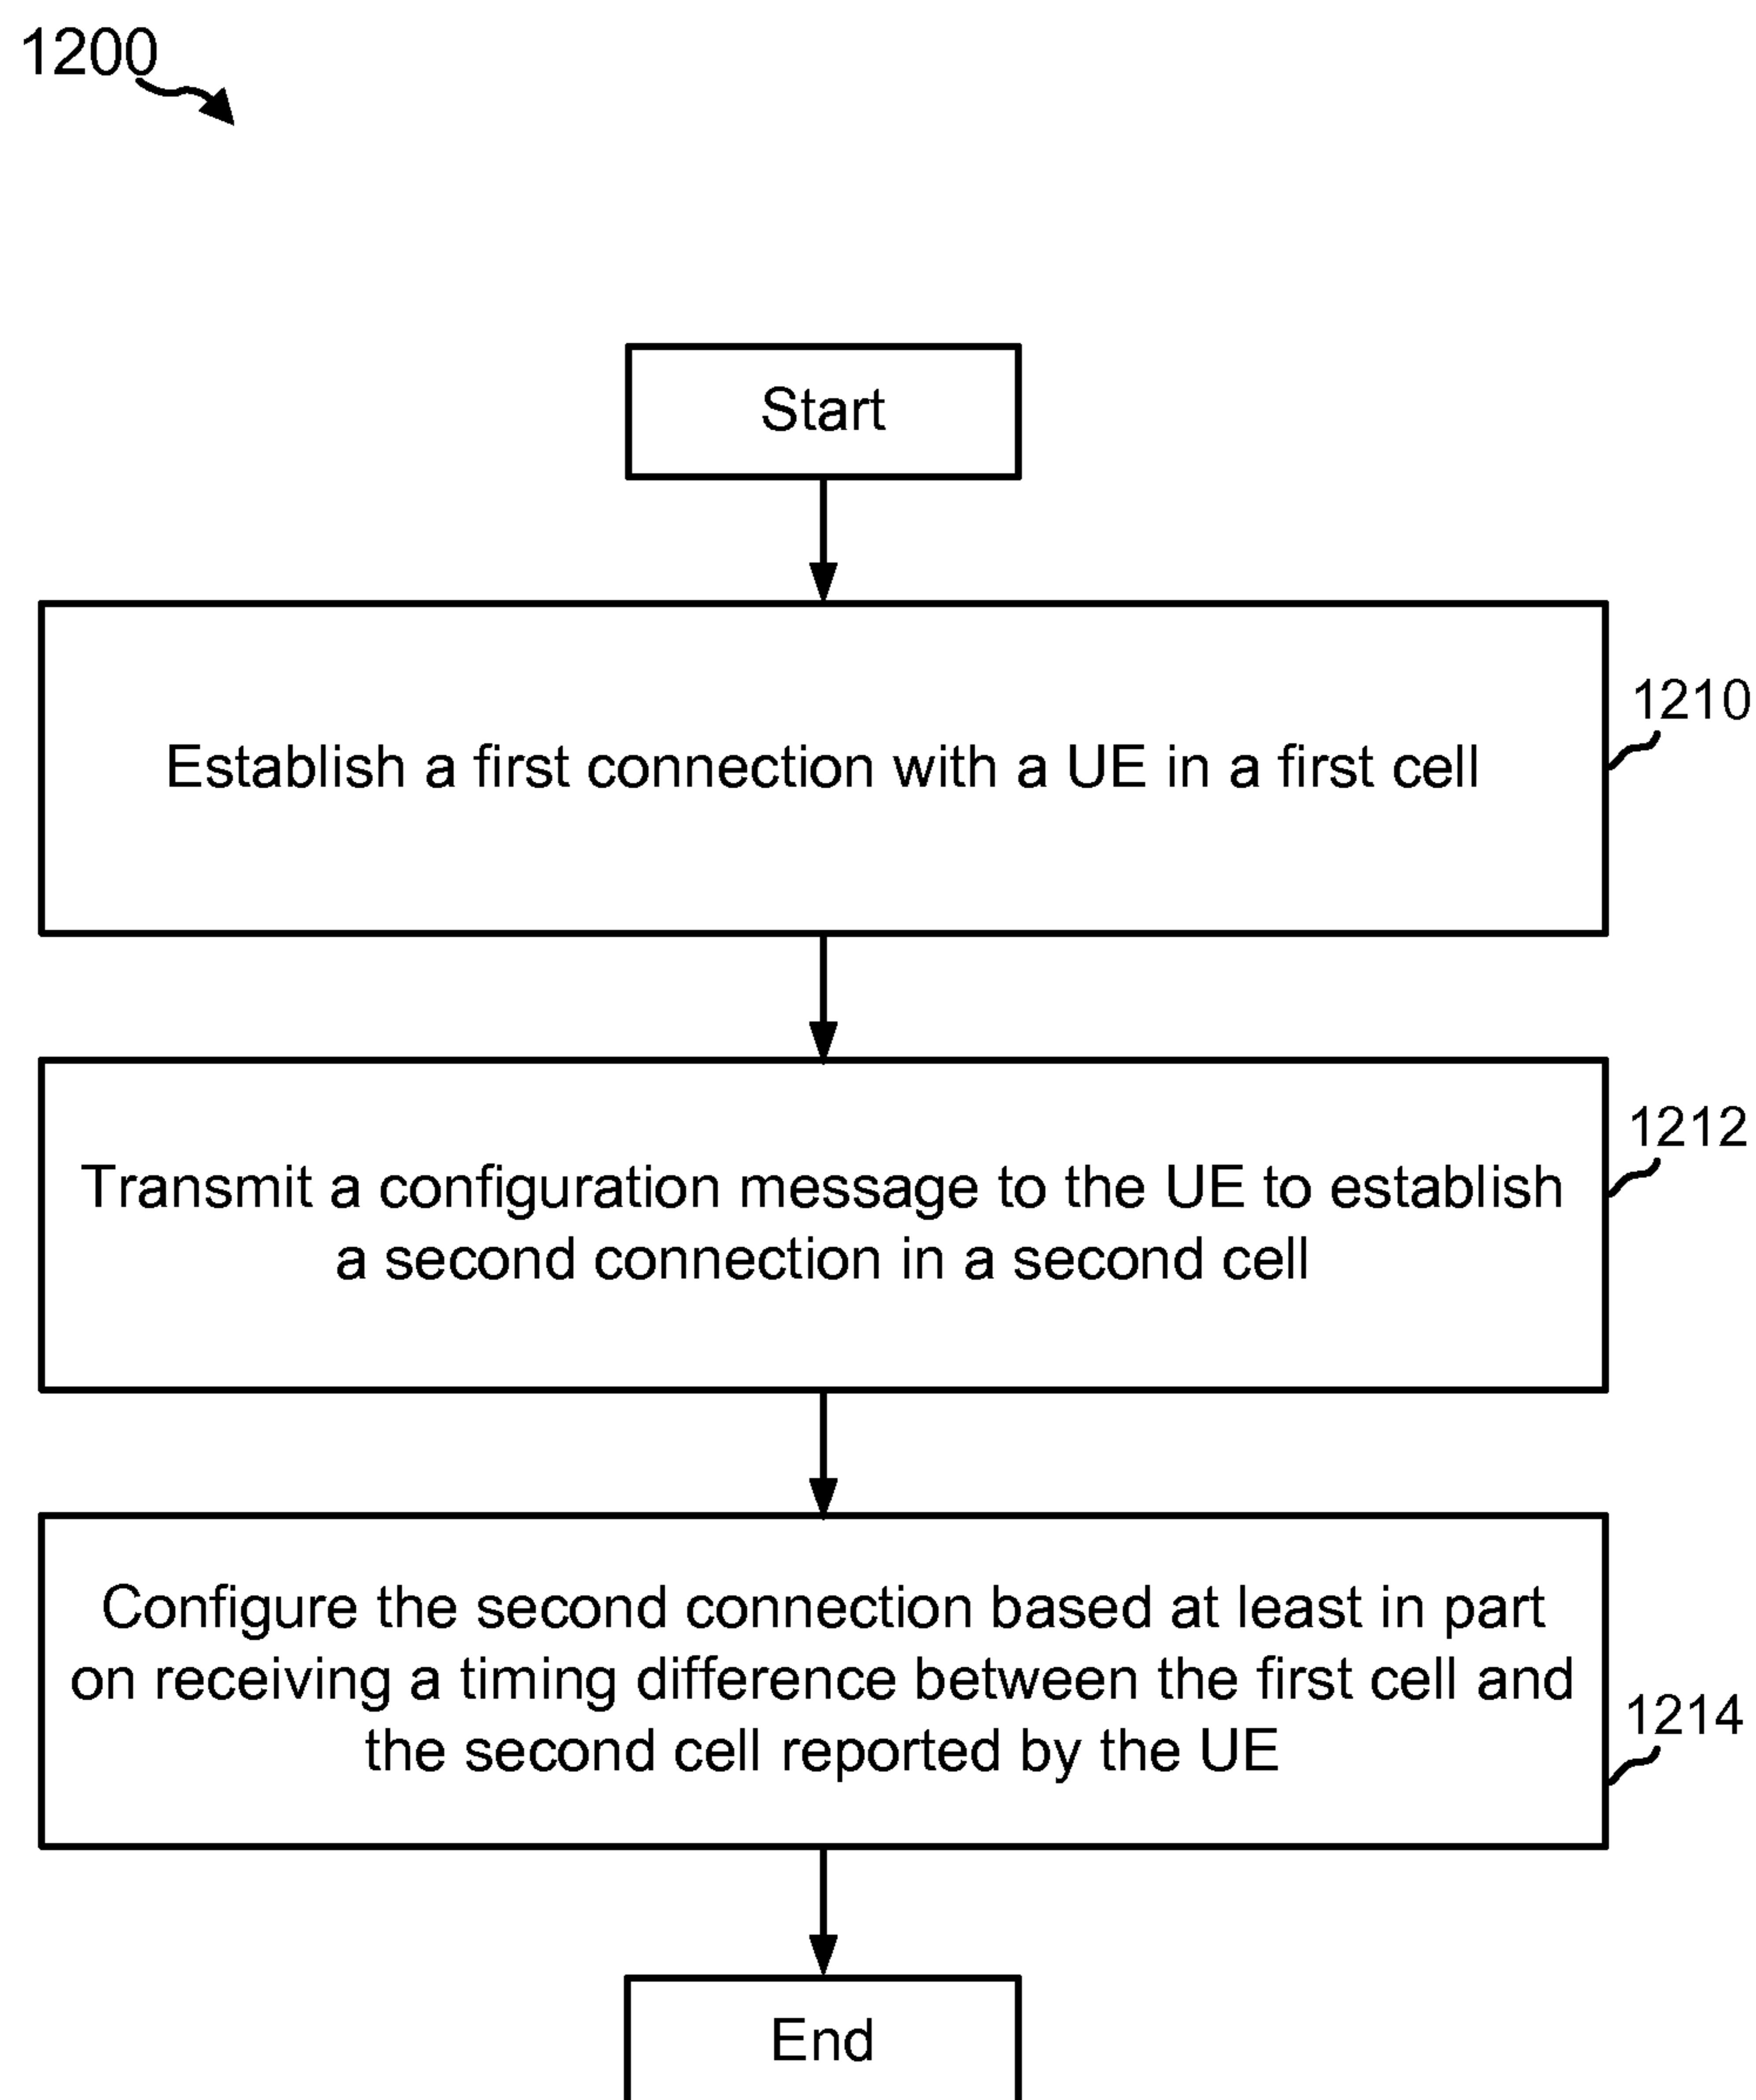 1200
Start
Establish a first connection with a UE in a first cell
1210
Transmit a configuration message to the UE to establish
a second connection in a second cell
1212
Configure the second connection based at least in part
on receiving a timing difference between the first cell and
the second cell reported by the UE
1214
End